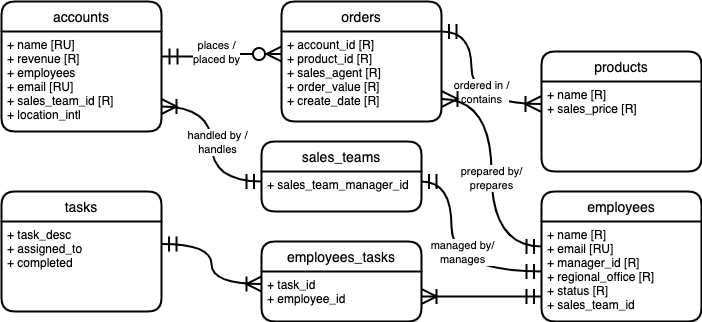 accounts
+ name [RU]
+ revenue [R]
+ employees
+ email [RU]
+ sales_team_id [R]
+ location_intl
places /
placed by
orders
+ account_id [R]
+ product_id [R]
+ sales_agent [R]
+ order_value [R]
+ create_date [R]
ordered in /
contains
products
+ name [R]
+ sales_price [R]
handled by /
handles
sales_teams
+ sales_team_manager_id
prepared by/
prepares
tasks
+ task_desc
+ assigned_to
+ completed
employees_tasks
+ task_id
+ employee_id
managed by/
manages
employees
+ name [R]
+ email [RU]
+ manager_id [R]
+ regional_office [R]
+ status [R]
+ sales_team_id